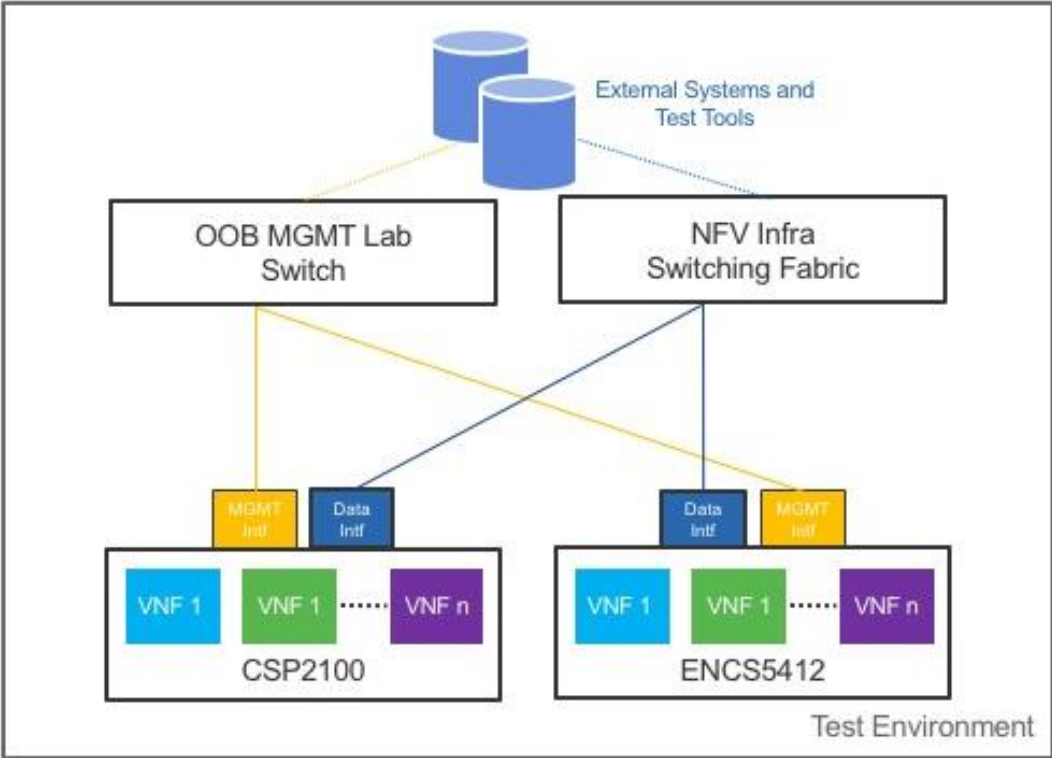 External Systems and
Test Tools
OOB MGMT Lab
Switch
NFV Infra
Switching Fabric
MGMT
Intf
Data
Intf
Data
Intf
MGMT
Intf
VNF 1
VNF 1
VNF n
CSP2100
VNF 1
VNF 1
VNF n
ENCS5412
Test Environment